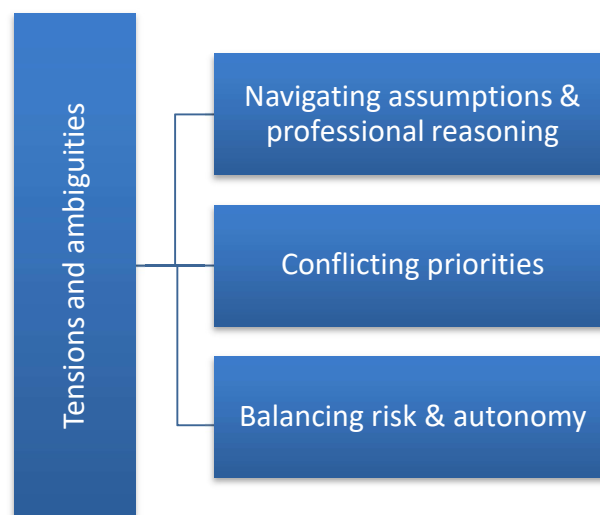 Tensions and ambiguities
Navigating assumptions &
professional reasoning
Conflicting priorities
Balancing risk & autonomy